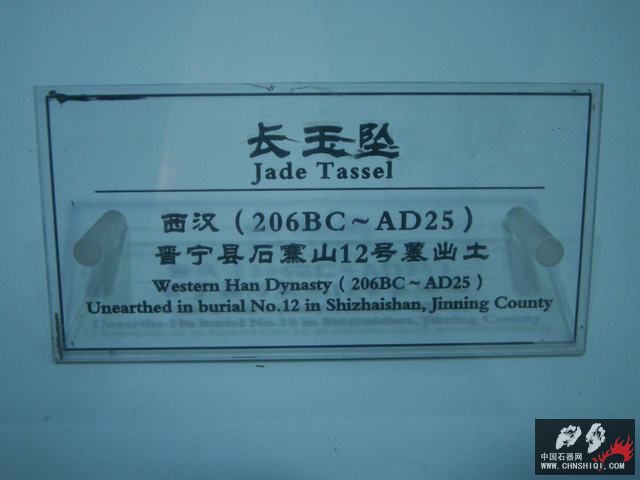 长玉坠
Jade Tassel
西汉（206BC～AD25）
晋宁县石寨山12号墓出土
Western Han Dynasty（206BC～AD25）
Unearthed in burial No.12 in Shizhaishan, Jinning County
中国石器网
WWW.CHNSHIQI.COM